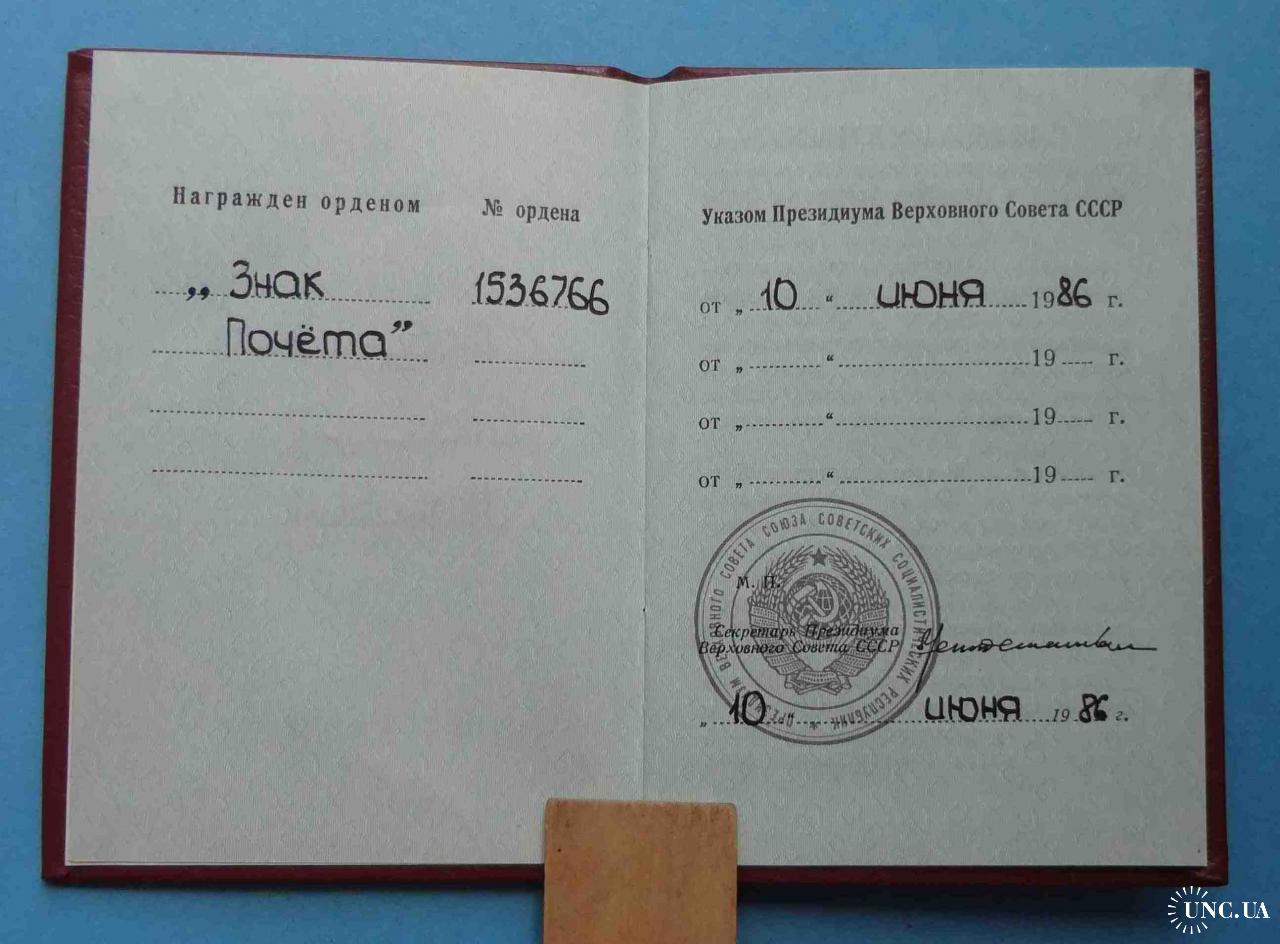 Награжден орденом
№ ордена
„Знак
1536766
Почёта”
Указом Президиума Верховного Совета СССР
от „ 10 “ июня 1986 г.
от „ “ 19 г.
от „ “ 19 г.
от „ “ 19 г.
ПРЕЗИДИУМ ВЕРХОВНОГО СОВЕТА СОЮЗА СОВЕТСКИХ СОЦИАЛИСТИЧЕСКИХ РЕСПУБЛИК
М. П.
Секретарь Президиума
Верховного Совета СССР
„ 10 “ июня 1986 г.
UNC.UA